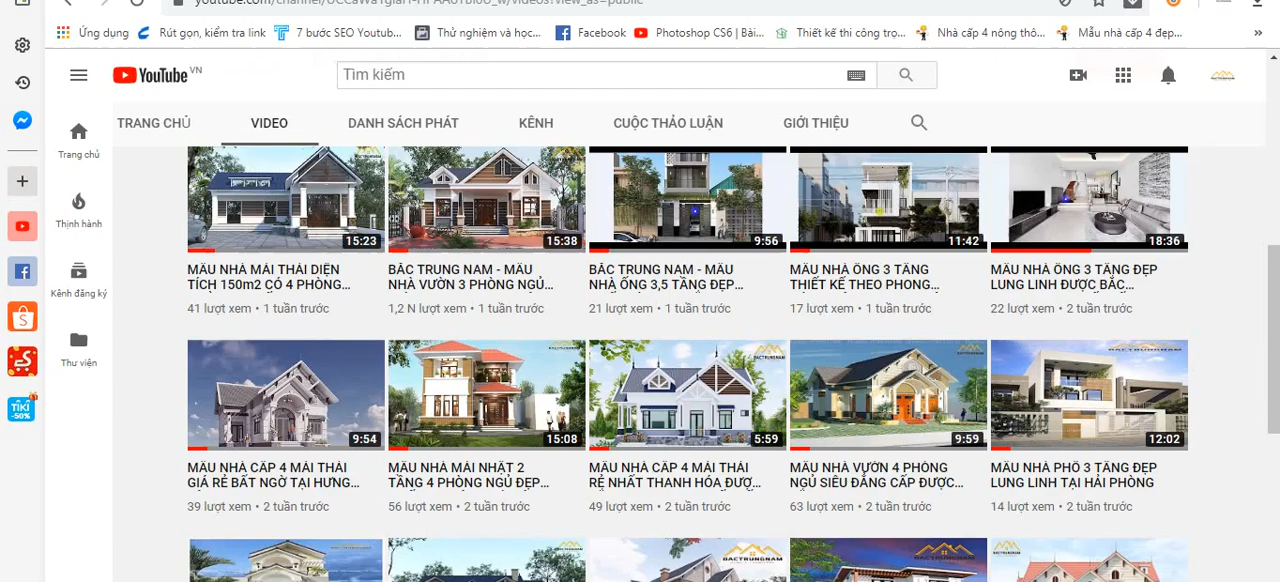 Ứng dụng
Rút gọn, kiểm tra link
7 bước SEO Youtub...
Thử nghiệm và học...
Facebook
Photoshop CS6 | Bài...
Thiết kế thi công trọ...
Nhà cấp 4 nông thô...
Mẫu nhà cấp 4 đẹp...
»
YouTube VN
Tìm kiếm
TRANG CHỦ
VIDEO
DANH SÁCH PHÁT
KÊNH
CUỘC THẢO LUẬN
GIỚI THIỆU
Trang chủ
Thịnh hành
Kênh đăng ký
Thư viện
TIKI
-50%
15:23
15:38
9:56
11:42
18:36
MẪU NHÀ MÁI THÁI DIỆN
TÍCH 150m2 CÓ 4 PHÒNG...
41 lượt xem • 1 tuần trước
BẮC TRUNG NAM - MẪU
NHÀ VƯỜN 3 PHÒNG NGỦ...
1,2 N lượt xem • 1 tuần trước
BẮC TRUNG NAM - MẪU
NHÀ ỐNG 3,5 TẦNG ĐẸP...
21 lượt xem • 1 tuần trước
MẪU NHÀ ỐNG 3 TẦNG
THIẾT KẾ THEO PHONG...
17 lượt xem • 1 tuần trước
MẪU NHÀ ỐNG 3 TẦNG ĐẸP
LUNG LINH ĐƯỢC BẮC...
22 lượt xem • 2 tuần trước
BACTRUNGNAM
9:54
15:08
5:59
9:59
12:02
MẪU NHÀ CẤP 4 MÁI THÁI
GIÁ RẺ BẤT NGỜ TẠI HƯNG...
39 lượt xem • 2 tuần trước
MẪU NHÀ MÁI NHẬT 2
TẦNG 4 PHÒNG NGỦ ĐẸP...
56 lượt xem • 2 tuần trước
MẪU NHÀ CẤP 4 MÁI THÁI
RẺ NHẤT THANH HÓA ĐƯỢ...
49 lượt xem • 2 tuần trước
MẪU NHÀ VƯỜN 4 PHÒNG
NGỦ SIÊU ĐẲNG CẤP ĐƯỢC...
63 lượt xem • 2 tuần trước
MẪU NHÀ PHỐ 3 TẦNG ĐẸP
LUNG LINH TẠI HẢI PHÒNG
14 lượt xem • 2 tuần trước
BACTRUNGNAM
BACTRUNGNAM